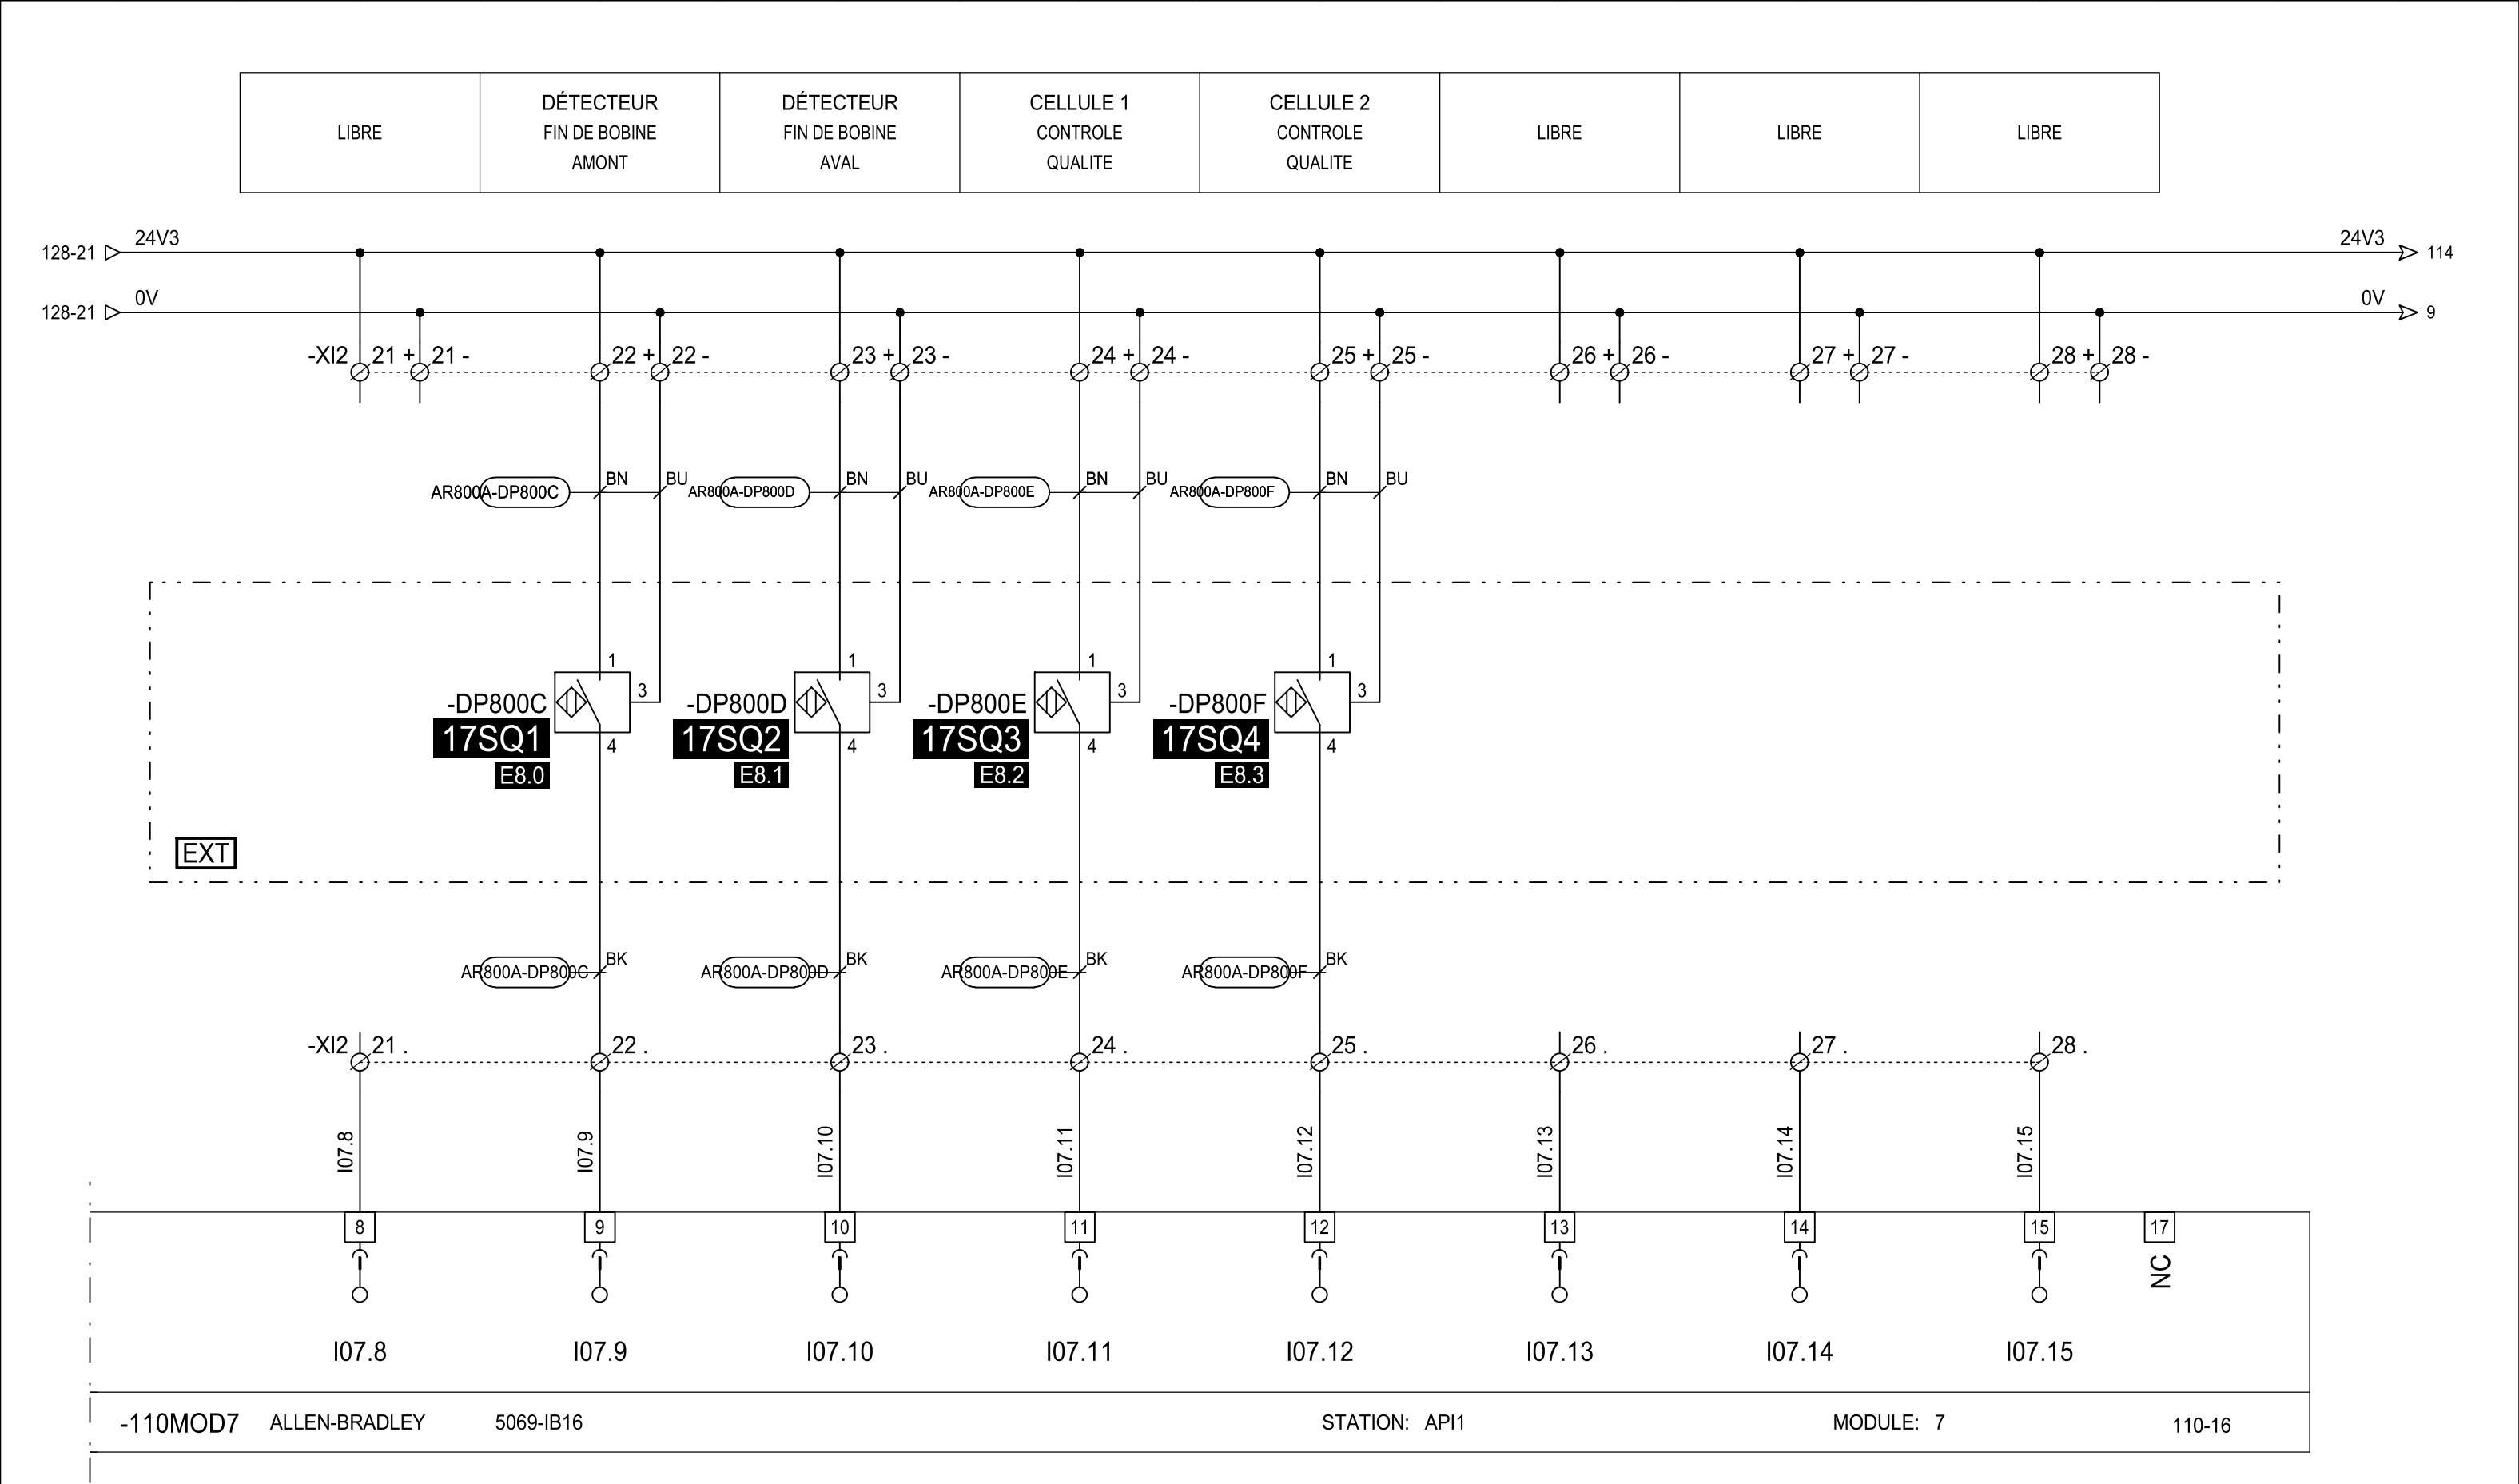 LIBRE
DÉTECTEUR
FIN DE BOBINE
AMONT
DÉTECTEUR
FIN DE BOBINE
AVAL
CELLULE 1
CONTROLE
QUALITE
CELLULE 2
CONTROLE
QUALITE
LIBRE
LIBRE
LIBRE
128-21 24V3 24V3 114
128-21 0V 0V 9
-XI2 21 + 21 - 22 + 22 - 23 + 23 - 24 + 24 - 25 + 25 - 26 + 26 - 27 + 27 - 28 + 28 -
AR800A-DP800C BN BU AR800A-DP800D BN BU AR800A-DP800E BN BU AR800A-DP800F BN BU
1 1 1 1
-DP800C 3 -DP800D 3 -DP800E 3 -DP800F 3
17SQ1 4 17SQ2 4 17SQ3 4 17SQ4 4
E8.0 E8.1 E8.2 E8.3
EXT
AR800A-DP800C BK AR800A-DP800D BK AR800A-DP800E BK AR800A-DP800F BK
-XI2 21 . 22 . 23 . 24 . 25 . 26 . 27 . 28 .
I07.8 I07.9 I07.10 I07.11 I07.12 I07.13 I07.14 I07.15
8 9 10 11 12 13 14 15 17
NC
I07.8 I07.9 I07.10 I07.11 I07.12 I07.13 I07.14 I07.15
-110MOD7 ALLEN-BRADLEY 5069-IB16 STATION: API1 MODULE: 7 110-16